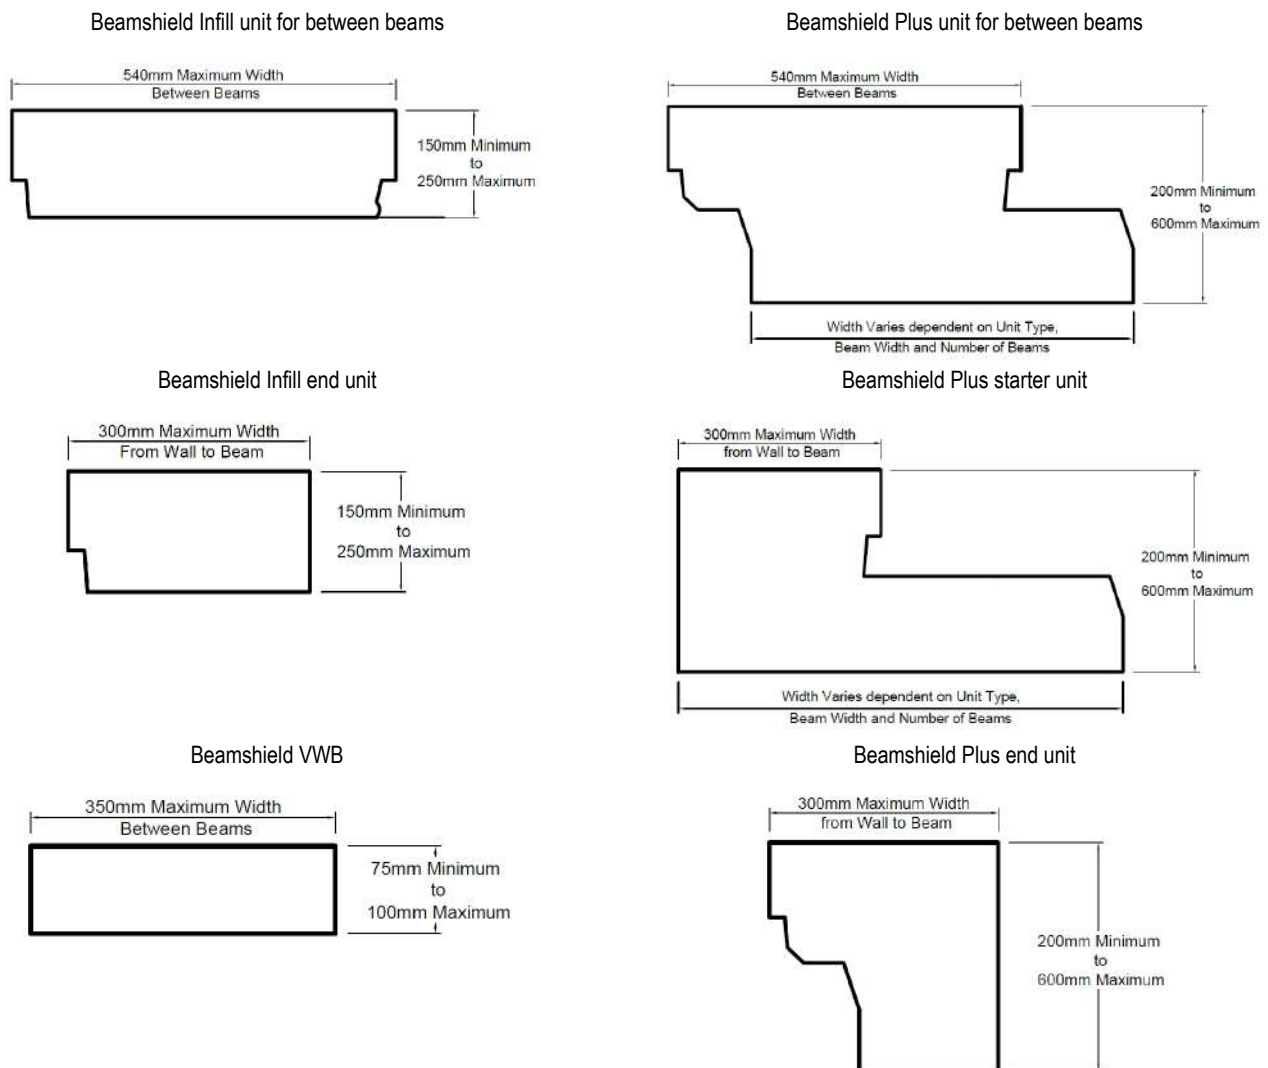 Beamshield Infill unit for between beams
540mm Maximum Width
Between Beams
150mm Minimum
to
250mm Maximum
Beamshield Plus unit for between beams
540mm Maximum Width
Between Beams
200mm Minimum
to
600mm Maximum
Width Varies dependent on Unit Type,
Beam Width and Number of Beams
Beamshield Infill end unit
300mm Maximum Width
From Wall to Beam
150mm Minimum
to
250mm Maximum
Beamshield Plus starter unit
300mm Maximum Width
from Wall to Beam
200mm Minimum
to
600mm Maximum
Width Varies dependent on Unit Type,
Beam Width and Number of Beams
Beamshield VWB
350mm Maximum Width
Between Beams
75mm Minimum
to
100mm Maximum
Beamshield Plus end unit
300mm Maximum Width
from Wall to Beam
200mm Minimum
to
600mm Maximum